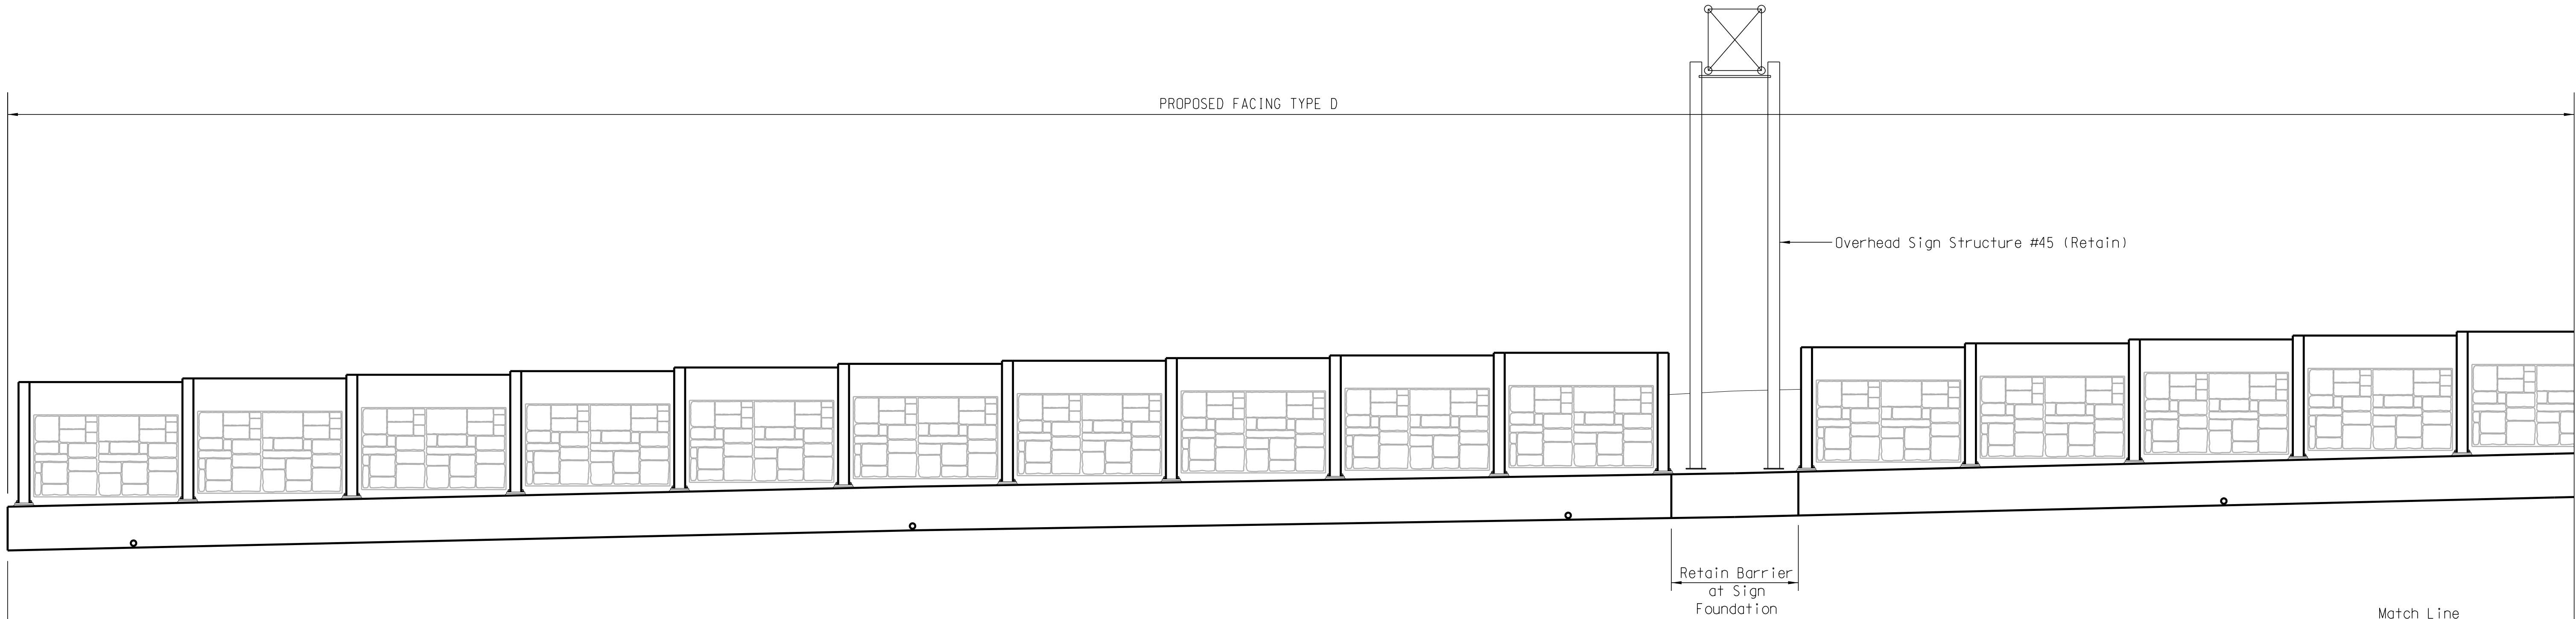 PROPOSED FACING TYPE D
Overhead Sign Structure #45 (Retain)
Retain Barrier
at Sign
Foundation
Match Line